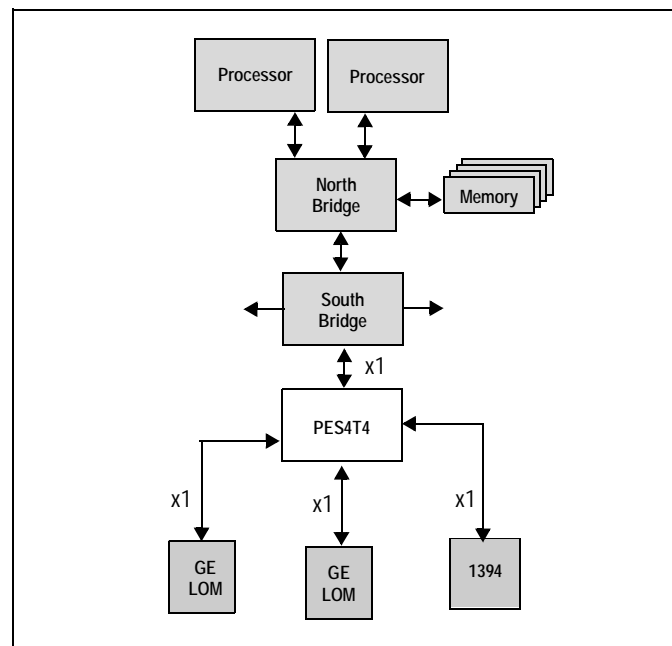 Processor
Processor
North
Bridge
Memory
South
Bridge
x1
PES4T4
x1
x1
x1
GE
LOM
GE
LOM
1394